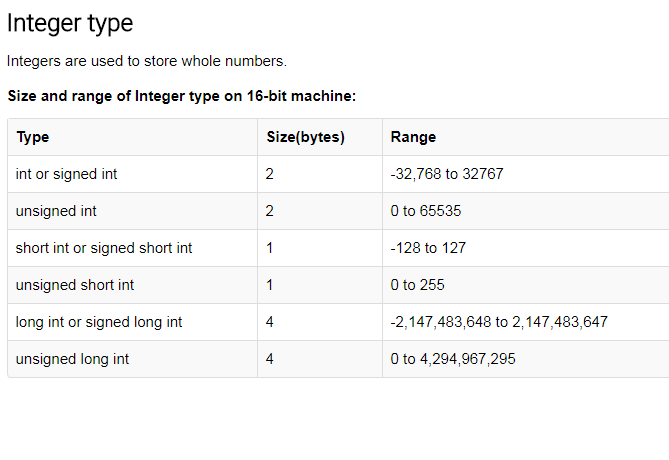 Integer type
Integers are used to store whole numbers.
Size and range of Integer type on 16-bit machine:
Type Size(bytes) Range
int or signed int 2 -32,768 to 32767
unsigned int 2 0 to 65535
short int or signed short int 1 -128 to 127
unsigned short int 1 0 to 255
long int or signed long int 4 -2,147,483,648 to 2,147,483,647
unsigned long int 4 0 to 4,294,967,295